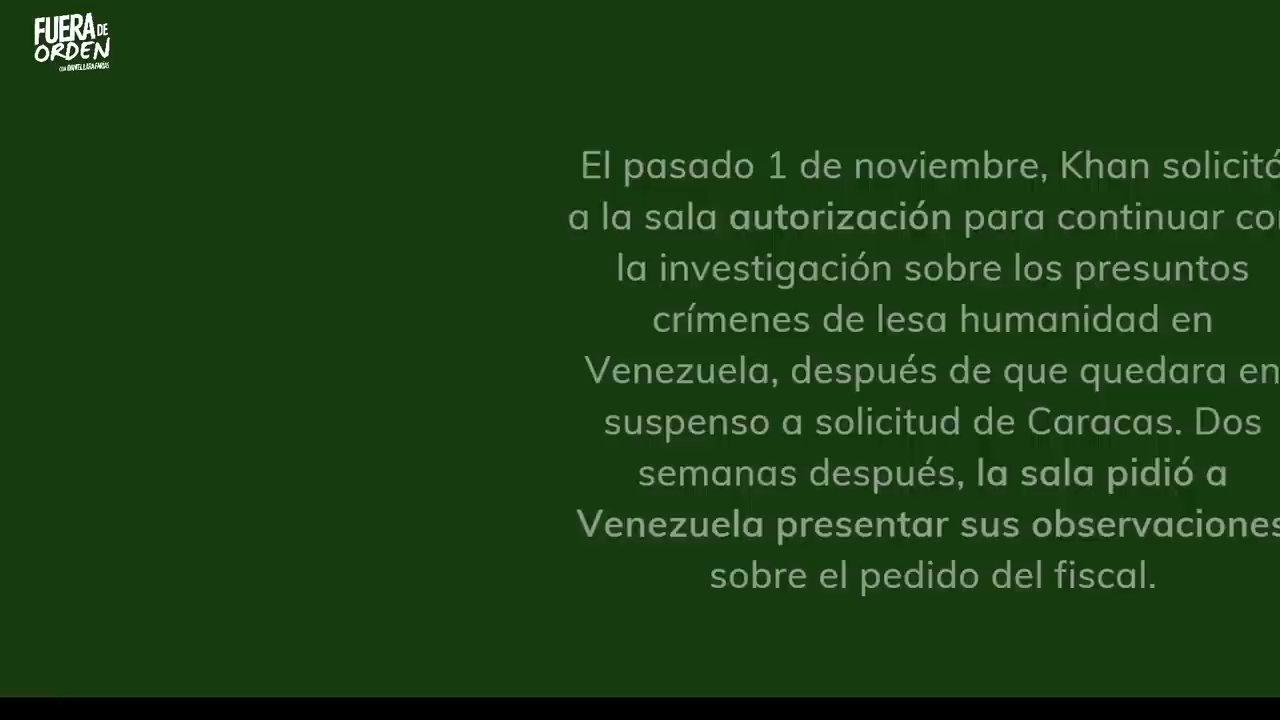 FUERA DE
ORDEN
El pasado 1 de noviembre, Khan solicitó
a la sala autorización para continuar co
la investigación sobre los presuntos
crímenes de lesa humanidad en
Venezuela, después de que quedara en
suspenso a solicitud de Caracas. Dos
semanas después, la sala pidió a
Venezuela presentar sus observaciones
sobre el pedido del fiscal.